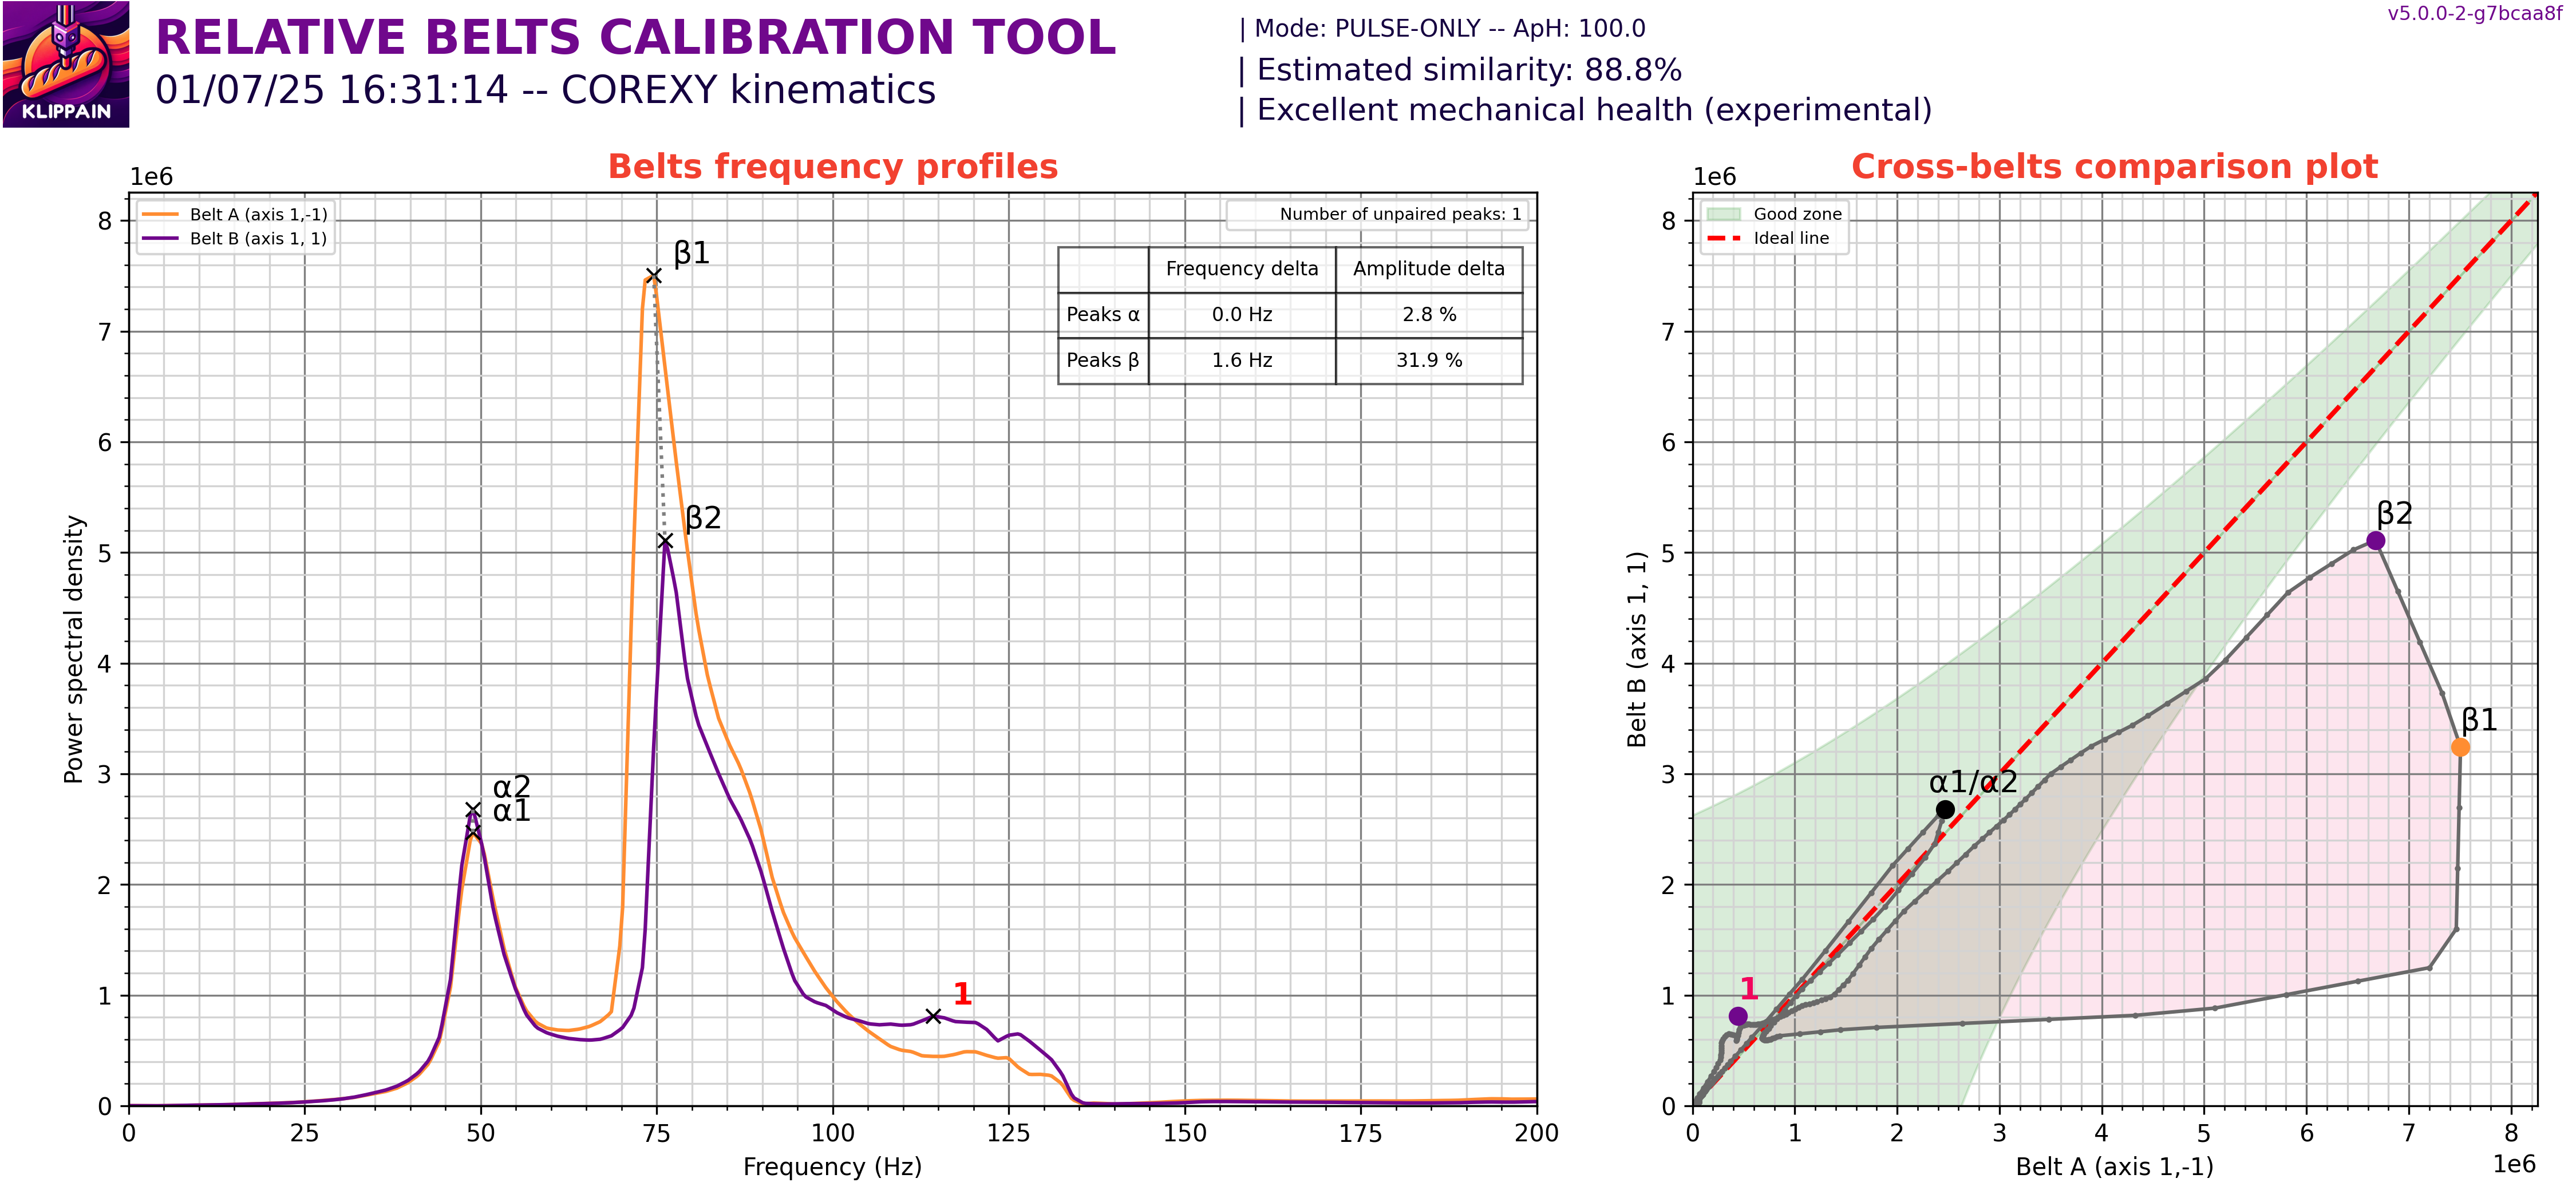 KLIPPAIN
RELATIVE BELTS CALIBRATION TOOL
01/07/25 16:31:14 -- COREXY kinematics
| Mode: PULSE-ONLY -- ApH: 100.0
| Estimated similarity: 88.8%
| Excellent mechanical health (experimental)
v5.0.0-2-g7bcaa8f
Belts frequency profiles
1e6
Belt A (axis 1,-1)
Belt B (axis 1, 1)
Number of unpaired peaks: 1
Frequency delta Amplitude delta
Peaks α 0.0 Hz 2.8 %
Peaks β 1.6 Hz 31.9 %
β1
β2
α2
α1
1
Power spectral density
8
7
6
5
4
3
2
1
0
0 25 50 75 100 125 150 175 200
Frequency (Hz)
Cross-belts comparison plot
1e6
Good zone
Ideal line
β2
β1
α1/α2
1
Belt B (axis 1, 1)
8
7
6
5
4
3
2
1
0
0 1 2 3 4 5 6 7 8
Belt A (axis 1,-1)
1e6